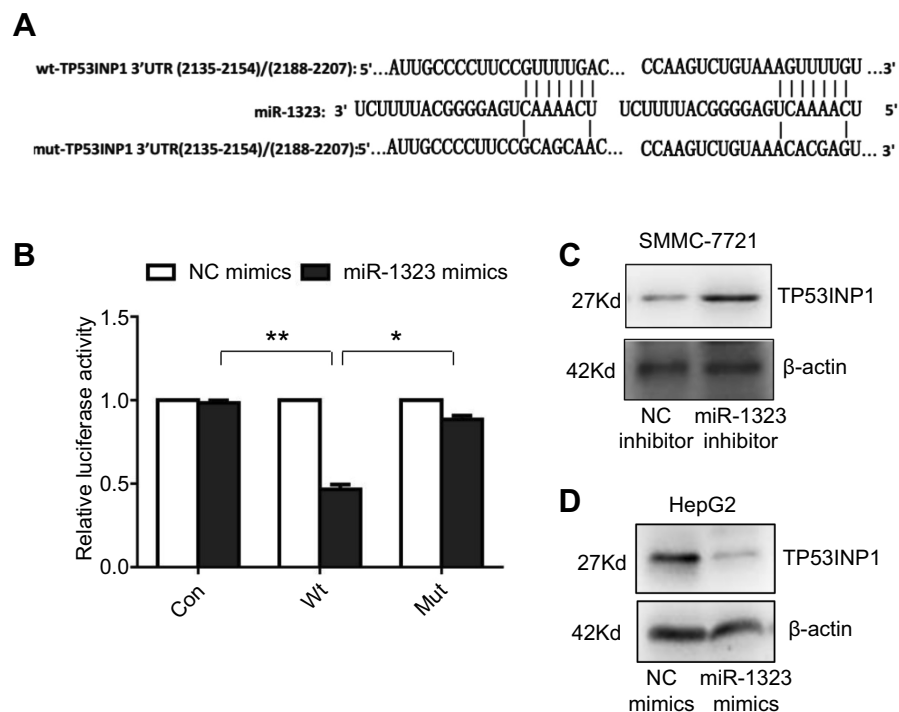 A
wt-TP53INP1 3’UTR (2135-2154)/(2188-2207): 5’...AUUGCCCCUUCCGUUUUGAC... CCAAGUCUGUAAAGUUUUGU ...3’
miR-1323: 3’ UCUUUUACGGGGAGUCAAAACU UCUUUUACGGGGAGUCAAAACU 5’
mut-TP53INP1 3’UTR(2135-2154)/(2188-2207):5’...AUUGCCCCUUCCGCAGCAAC... CCAAGUCUGUAAACACGAGU... 3’
B
NC mimics miR-1323 mimics
Relative luciferase activity
1.5
1.0
0.5
0.0
** *
Con Wt Mut
C
SMMC-7721
27Kd TP53INP1
42Kd β-actin
NC miR-1323
inhibitor inhibitor
D
HepG2
27Kd TP53INP1
42Kd β-actin
NC miR-1323
mimics mimics